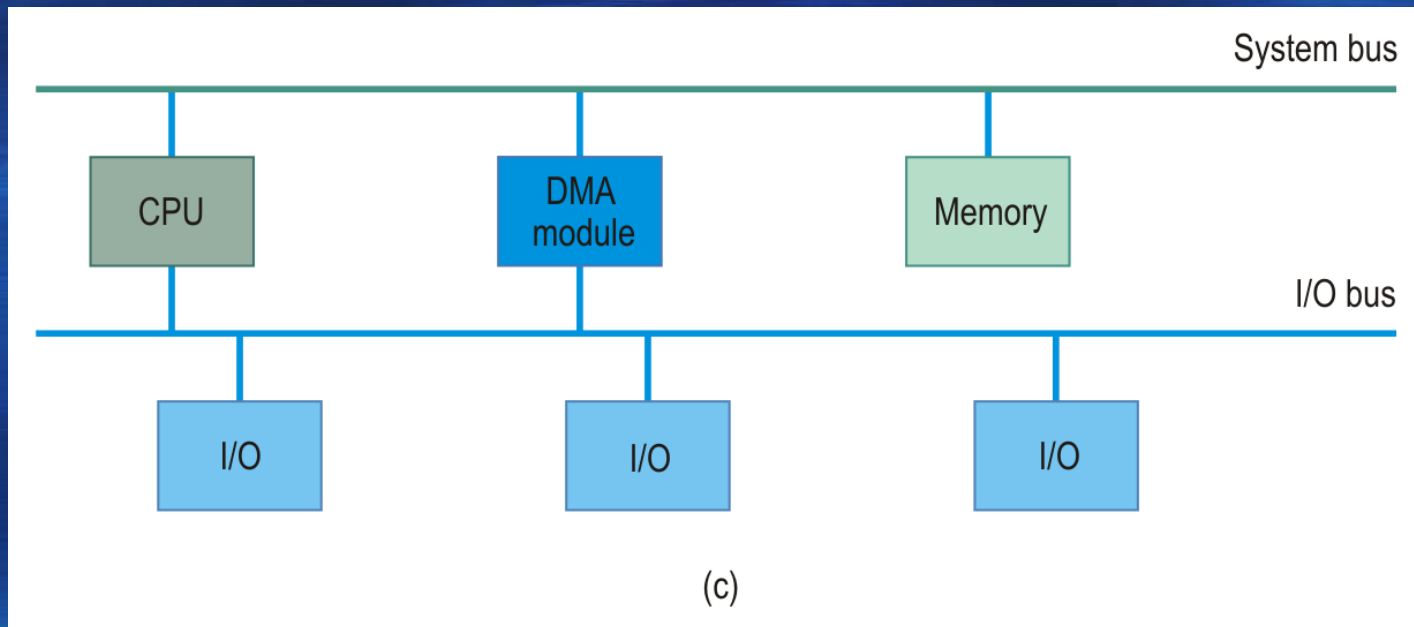 System bus
CPU
DMA
module
Memory
I/O bus
I/O
I/O
I/O
(c)